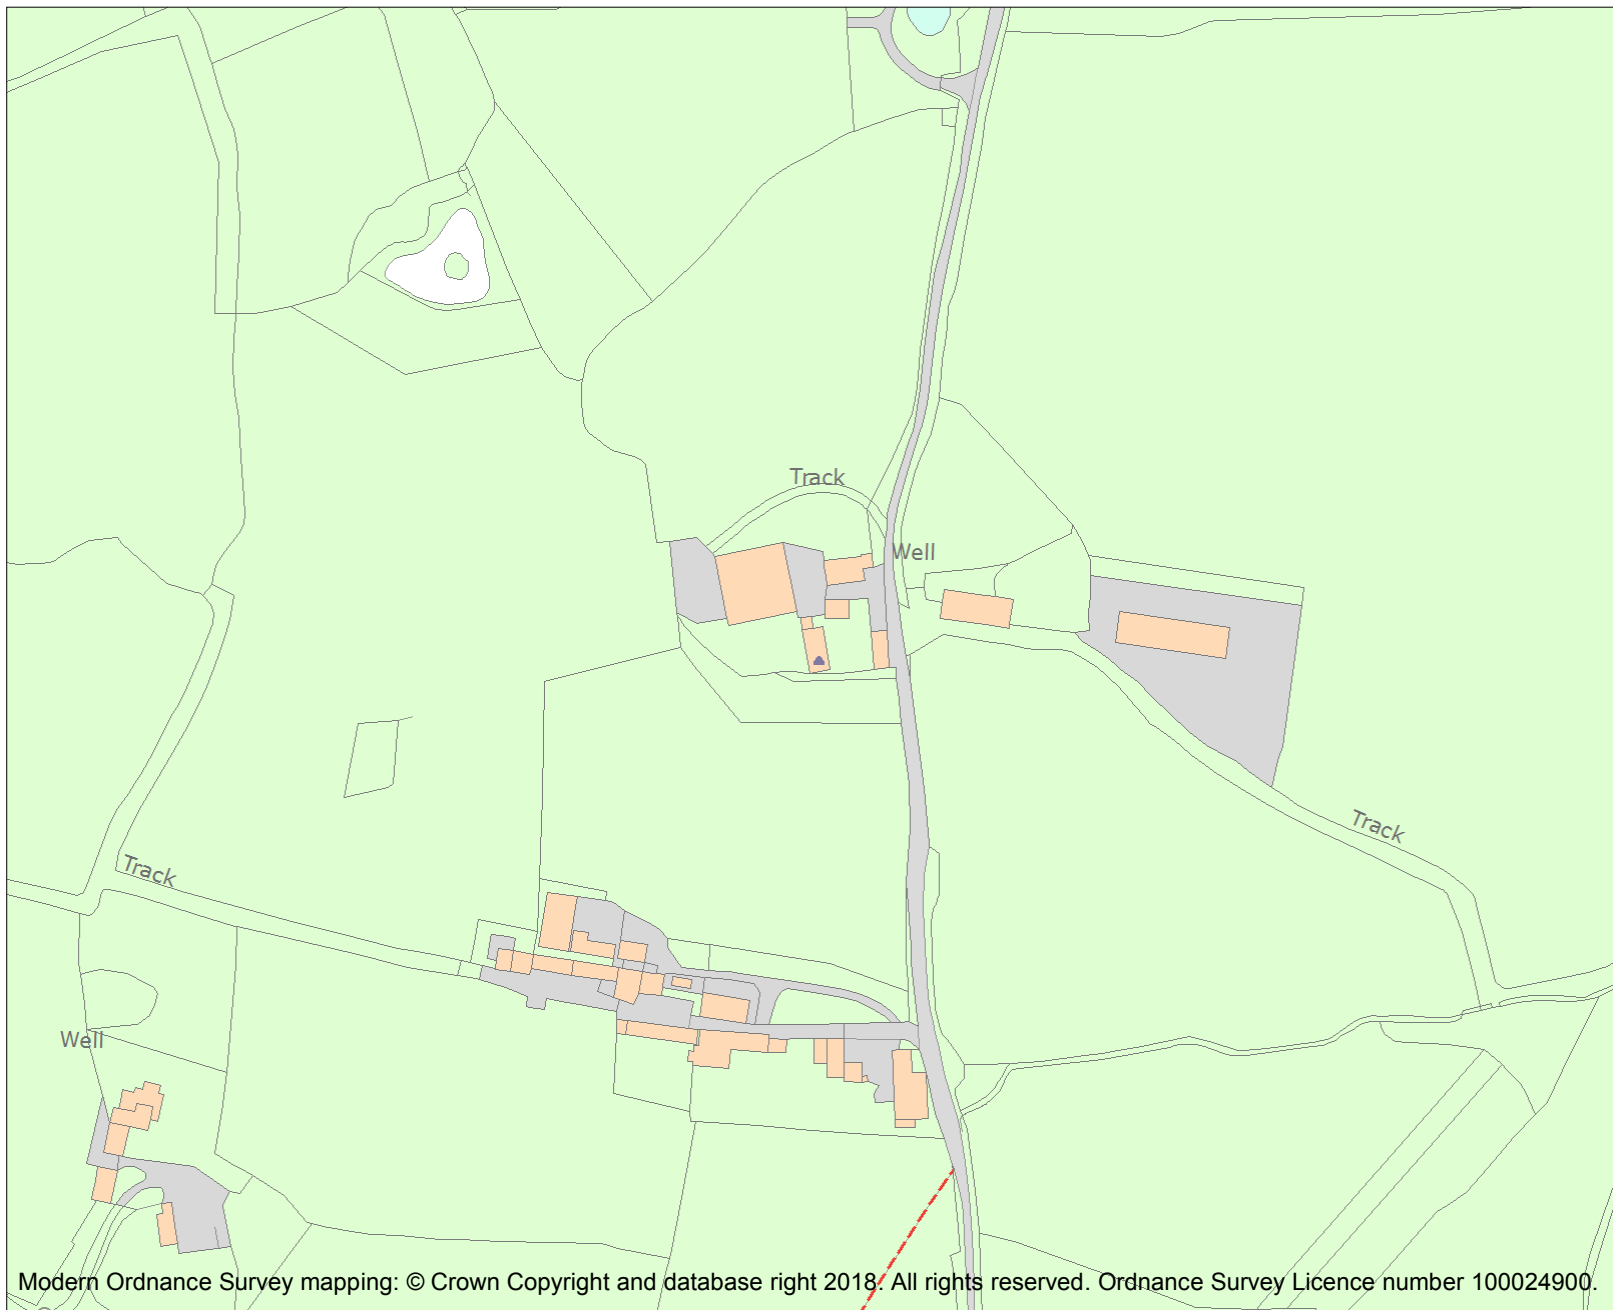 Track
Well
Track
Track
Well
Modern Ordnance Survey mapping: © Crown Copyright and database right 2018. All rights reserved. Ordnance Survey Licence number 100024900.